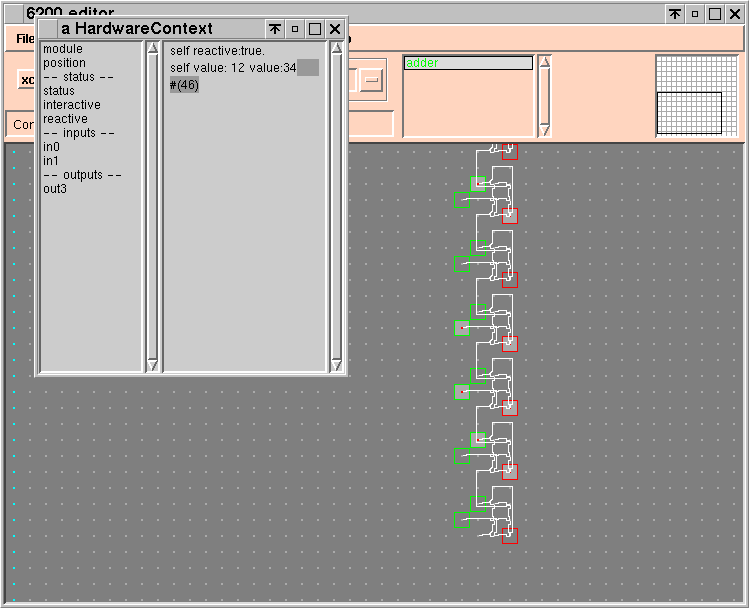 6200 editor
a HardwareContext
File
xc
Con
module
position
-- status --
status
interactive
reactive
-- inputs --
in0
in1
-- outputs --
out3
self reactive:true.
self value: 12 value:34
#(46)
adder